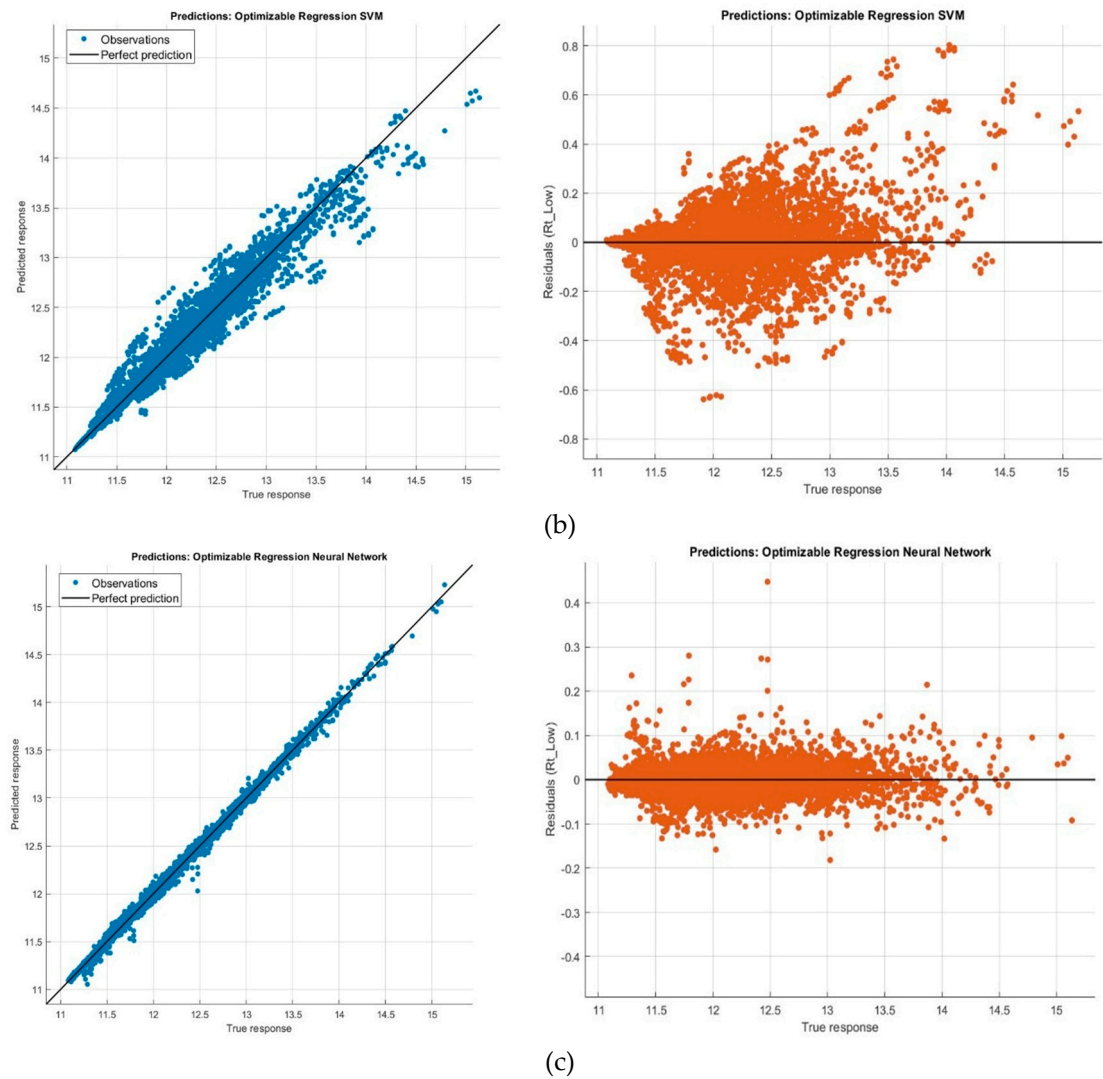 Predictions: Optimizable Regression SVM
Observations
Perfect prediction
15
14.5
14
13.5
13
12.5
12
11.5
11
Predicted response
11 11.5 12 12.5 13 13.5 14 14.5 15
True response
Predictions: Optimizable Regression SVM
0.8
0.6
0.4
0.2
0
-0.2
-0.4
-0.6
-0.8
Residuals (Rt_Low)
11 11.5 12 12.5 13 13.5 14 14.5 15
True response
(b)
Predictions: Optimizable Regression Neural Network
Observations
Perfect prediction
15
14.5
14
13.5
13
12.5
12
11.5
11
Predicted response
11 11.5 12 12.5 13 13.5 14 14.5 15
True response
Predictions: Optimizable Regression Neural Network
0.4
0.3
0.2
0.1
0
-0.1
-0.2
-0.3
-0.4
Residuals (Rt_Low)
11 11.5 12 12.5 13 13.5 14 14.5 15
True response
(c)